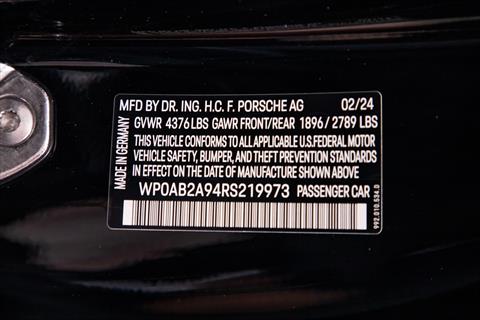 MFD BY DR. ING. H.C. F. PORSCHE AG 02/24
GVWR 4376 LBS GAWR FRONT/REAR 1896 / 2789 LBS
THIS VEHICLE CONFORMS TO ALL APPLICABLE U.S.FEDERAL MOTOR
VEHICLE SAFETY, BUMPER, AND THEFT PREVENTION STANDARDS
IN EFFECT ON THE DATE OF MANUFACTURE SHOWN ABOVE
WP0AB2A94RS219973 PASSENGER CAR
MADE IN GERMANY
992.010.534.D